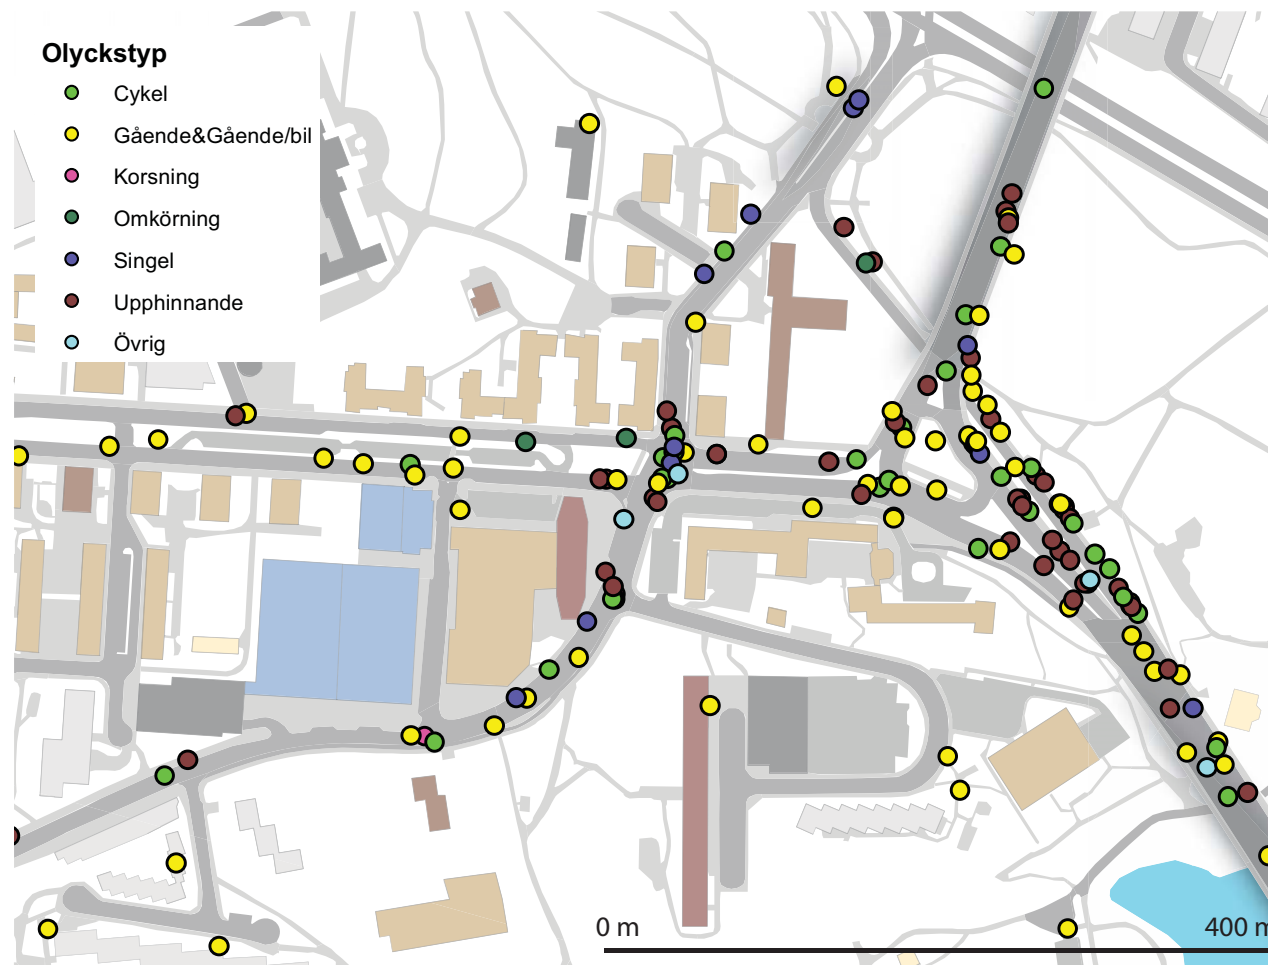 Olyckstyp
Cykel
Gående&Gående/bil
Korsning
Omkörning
Singel
Upphinnande
Övrig
0 m
400 m